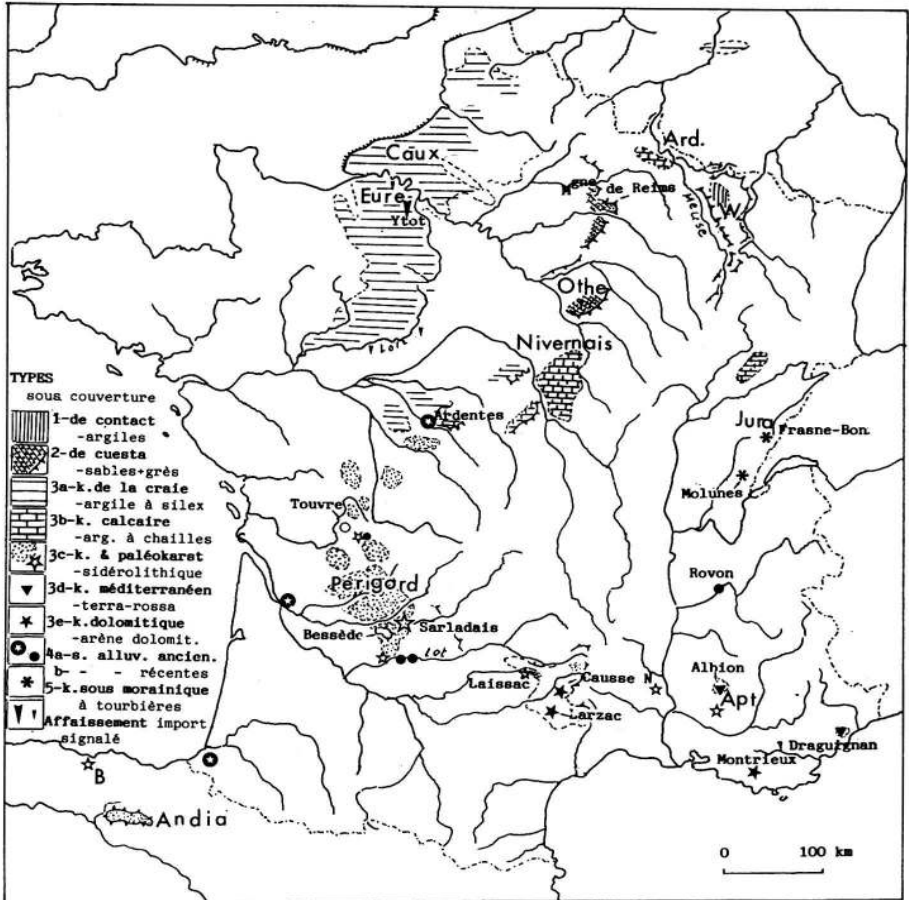 Ard.
Caux
Mgne de Reims
Eure
Ytot
Meuse
W.
Othe
Loir
Nivernais
TYPES
sous couverture
1-de contact
-argiles
2-de cuesta
-sables+grès
3a-k.de la craie
-argile à silex
3b-k. calcaire
-arg. à chailles
3c-k. & paléokarst
-sidérolithique
3d-k. méditerranéen
-terra-rossa
3e-k.dolomitique
-arène dolomit.
4a-s. alluv. ancien.
b- - - récentes
5-k.sous morainique
à tourbières
Affaissement import
signalé
Ardentes
Jura
Frasne-Bon.
Molunes
Touvre
Périgord
Rovon
Bessède
Sarladais
Lot
Albion
Laissac
Causse N
Apt
Larzac
Draguignan
Montrieux
B
Andia
0 100 km